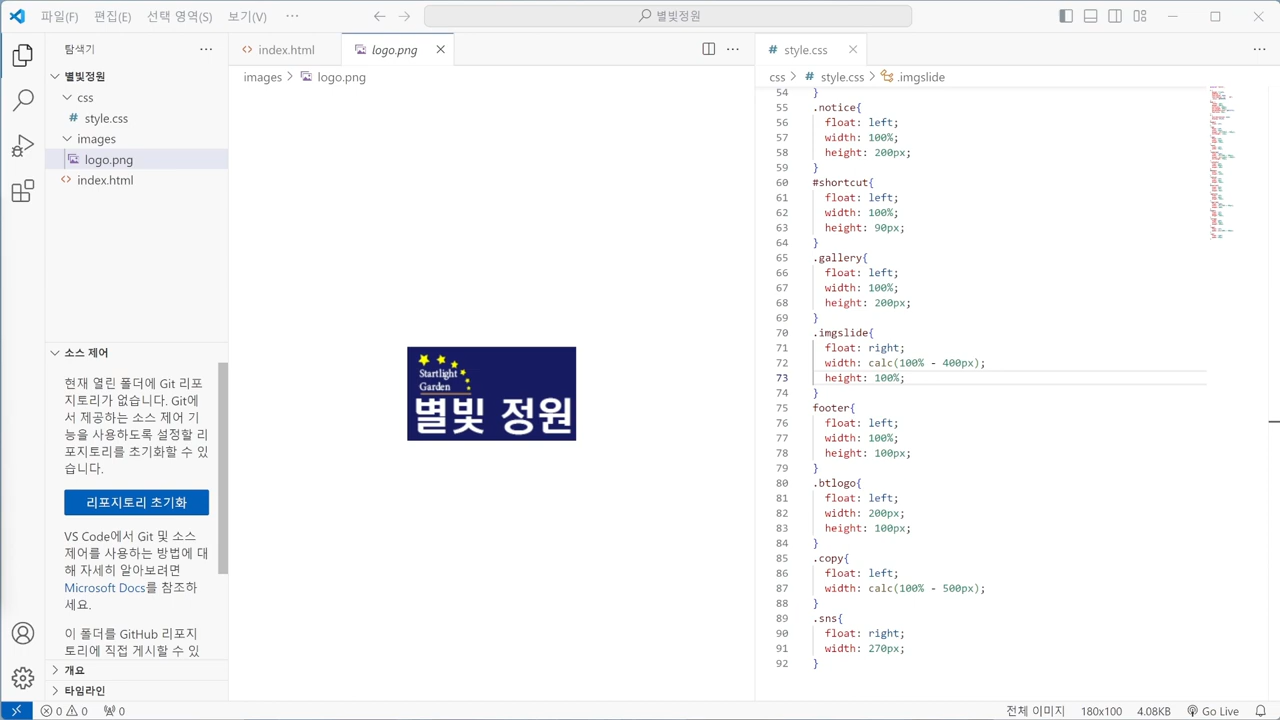 파일(F) 편집(E) 선택 영역(S) 보기(V) ··· 별빛정원
탐색기 ···
별빛정원
css
style.css
images
logo.png
index.html
소스 제어
현재 열린 폴더에 Git 리포
지토리가 없습니다. Git에
서 제공하는 소스 제어 기
능을 사용하도록 설정할 리
포지토리를 초기화할 수 있
습니다.
리포지토리 초기화
VS Code에서 Git 및 소스
제어를 사용하는 방법에 대
해 자세히 알아보려면
Microsoft Docs를 참조하
세요.
이 폴더를 GitHub 리포지
토리에 직접 게시할 수 있
개요
타임라인
index.html logo.png ···
images > logo.png
Startlight
Garden
별빛 정원
# style.css ···
css > # style.css > .imgslide
54 }
55 .notice{
56 float: left;
57 width: 100%;
58 height: 200px;
59 }
60 #shortcut{
61 float: left;
62 width: 100%;
63 height: 90px;
64 }
65 .gallery{
66 float: left;
67 width: 100%;
68 height: 200px;
69 }
70 .imgslide{
71 float: right;
72 width: calc(100% - 400px);
73 height: 100%;
74 }
75 footer{
76 float: left;
77 width: 100%;
78 height: 100px;
79 }
80 .btlogo{
81 float: left;
82 width: 200px;
83 height: 100px;
84 }
85 .copy{
86 float: left;
87 width: calc(100% - 500px);
88 }
89 .sns{
90 float: right;
91 width: 270px;
92 }
0 0 0 전체 이미지 180x100 4.08KB Go Live